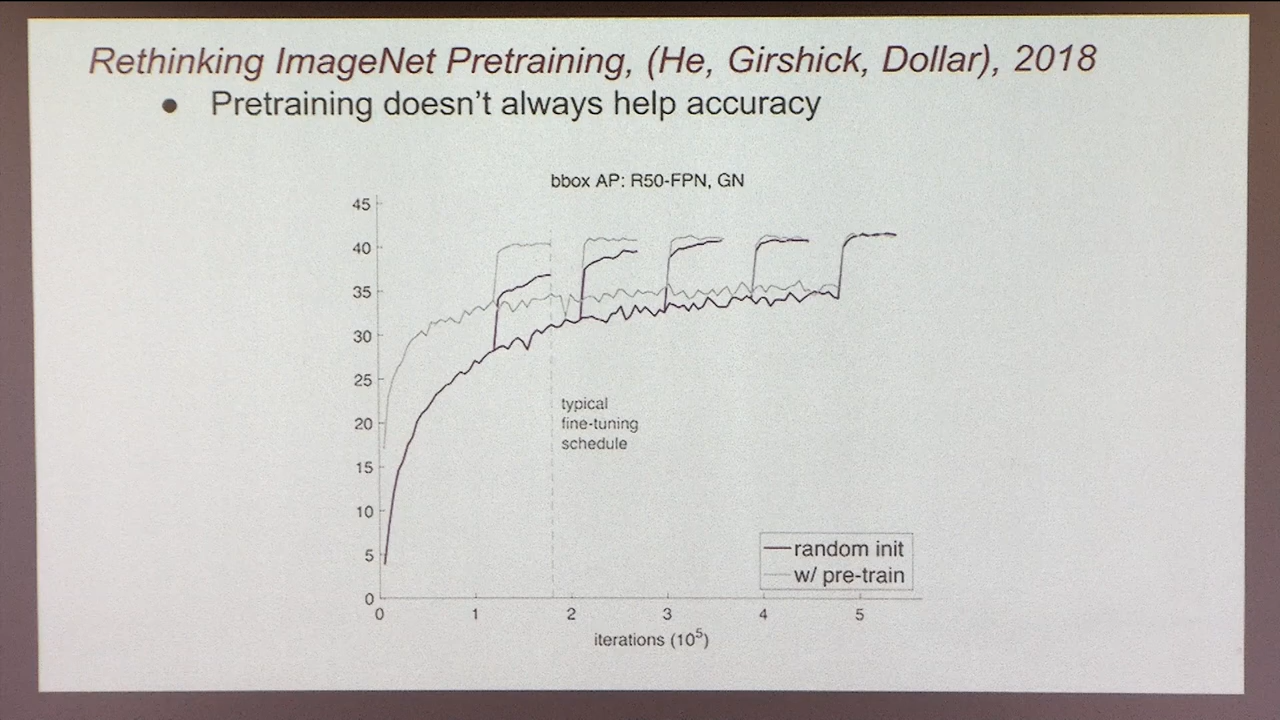 Rethinking ImageNet Pretraining, (He, Girshick, Dollar), 2018
● Pretraining doesn't always help accuracy
bbox AP: R50-FPN, GN
45
40
35
30
25
20
15
10
5
0
typical
fine-tuning
schedule
random init
w/ pre-train
0 1 2 3 4 5
iterations (10⁵)